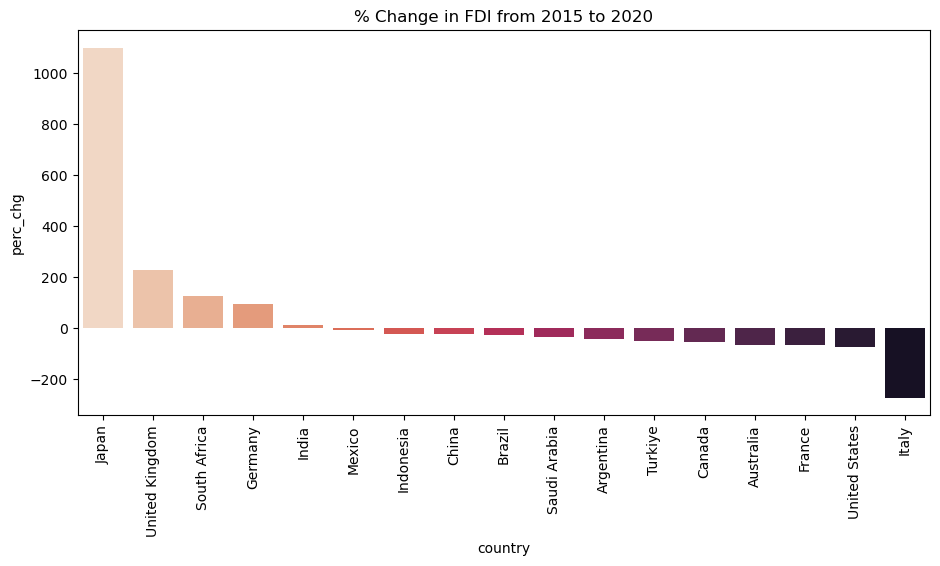 % Change in FDI from 2015 to 2020
perc_chg
1000
800
600
400
200
0
−200
Japan
United Kingdom
South Africa
Germany
India
Mexico
Indonesia
China
Brazil
Saudi Arabia
Argentina
Turkiye
Canada
Australia
France
United States
Italy
country